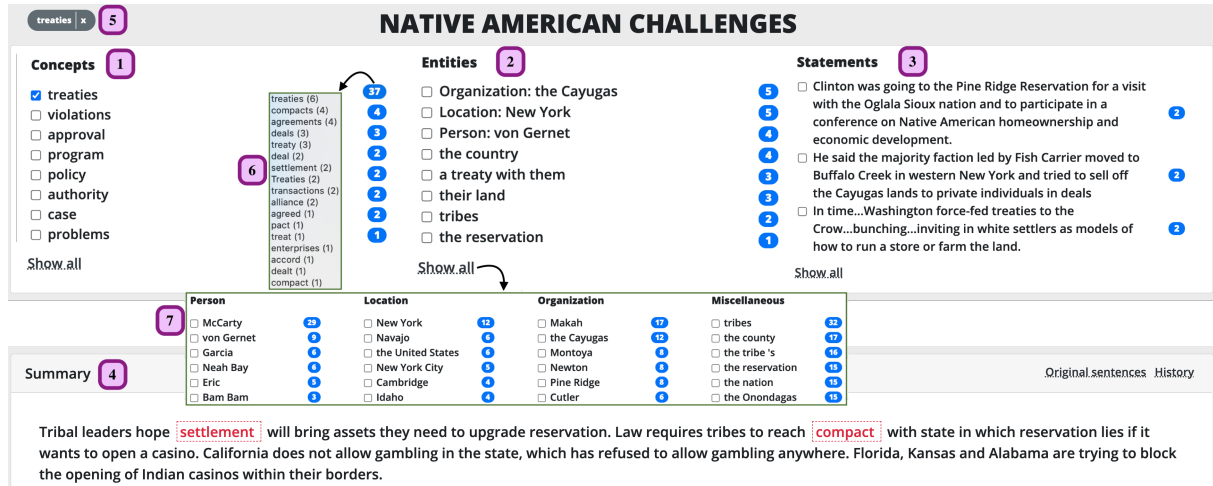 treaties x
5
NATIVE AMERICAN CHALLENGES
Concepts
1
treaties
violations
approval
program
policy
authority
case
problems
Show all
37
4
3
2
2
2
2
1
6
treaties (6)
compacts (4)
agreements (4)
deals (3)
treaty (3)
deal (2)
settlement (2)
Treaties (2)
transactions (2)
alliance (2)
agreed (1)
pact (1)
treat (1)
enterprises (1)
accord (1)
dealt (1)
compact (1)
Entities
2
Organization: the Cayugas 5
Location: New York 5
Person: von Gernet 4
the country 4
a treaty with them 3
their land 3
tribes 2
the reservation 1
Show all
Statements
3
Clinton was going to the Pine Ridge Reservation for a visit
with the Oglala Sioux nation and to participate in a
conference on Native American homeownership and
economic development.
2
He said the majority faction led by Fish Carrier moved to
Buffalo Creek in western New York and tried to sell off
the Cayugas lands to private individuals in deals
2
In time...Washington force-fed treaties to the
Crow...bunching...inviting in white settlers as models of
how to run a store or farm the land.
2
Show all
7
Person
McCarty 29
von Gernet 9
Garcia 6
Neah Bay 6
Eric 5
Bam Bam 3
Location
New York 12
Navajo 6
the United States 6
New York City 5
Cambridge 4
Idaho 4
Organization
Makah 17
the Cayugas 12
Montoya 8
Newton 8
Pine Ridge 8
Cutler 6
Miscellaneous
tribes 32
the county 17
the tribe 's 16
the reservation 15
the nation 15
the Onondagas 15
Summary
4
Original sentences History
Tribal leaders hope settlement will bring assets they need to upgrade reservation. Law requires tribes to reach compact with state in which reservation lies if it
wants to open a casino. California does not allow gambling in the state, which has refused to allow gambling anywhere. Florida, Kansas and Alabama are trying to block
the opening of Indian casinos within their borders.